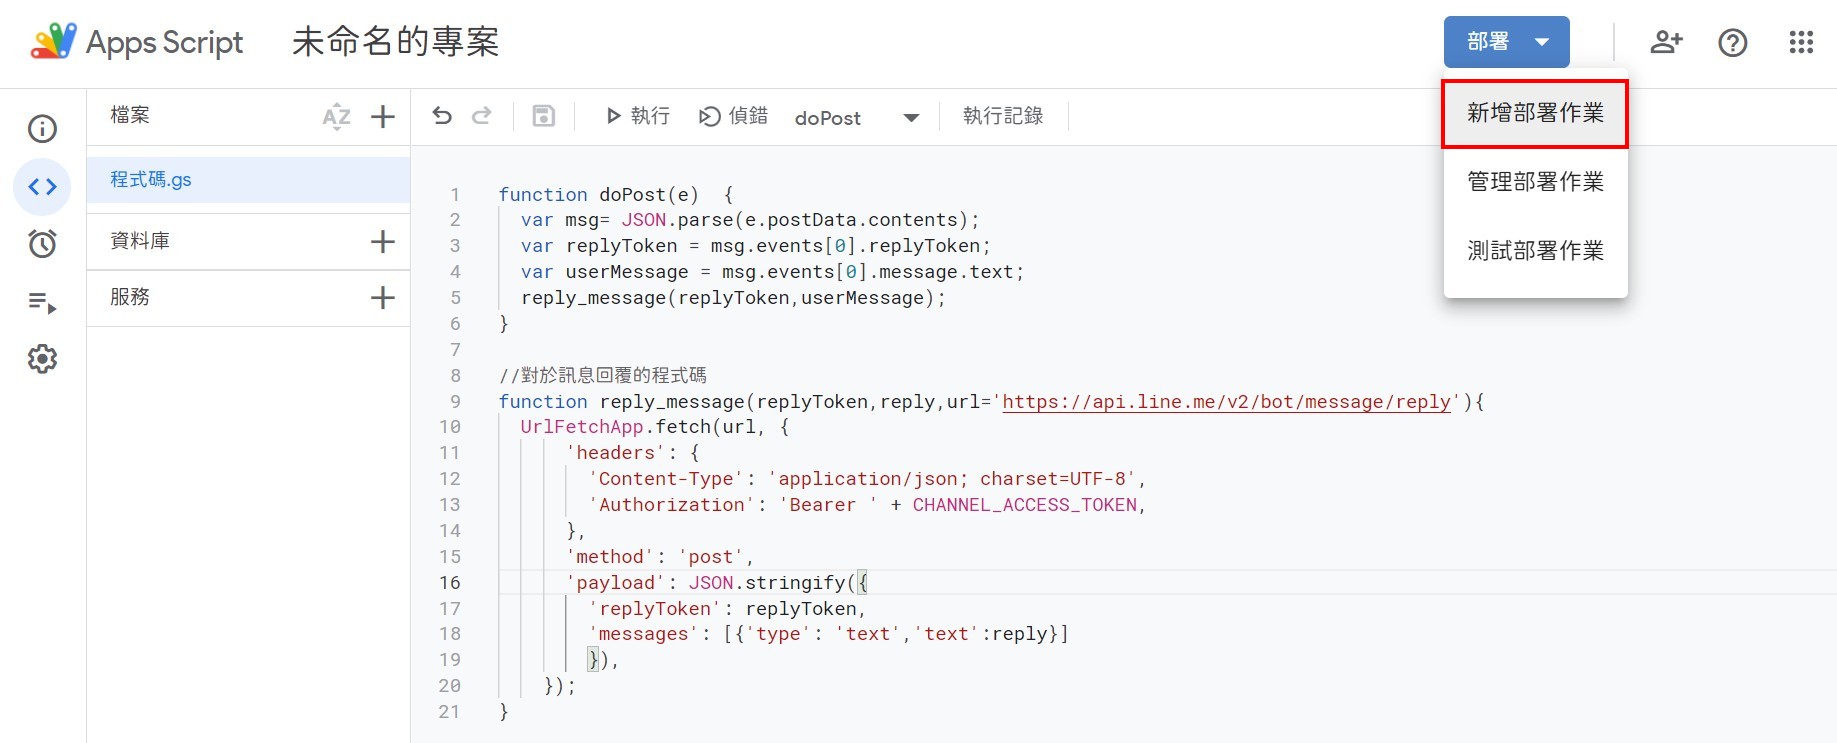 Apps Script 未命名的專案 部署
檔案 AZ 執行 偵錯 doPost 執行記錄
新增部署作業
管理部署作業
測試部署作業
程式碼.gs
資料庫
服務
1 function doPost(e)  {
2   var msg= JSON.parse(e.postData.contents);
3   var replyToken = msg.events[0].replyToken;
4   var userMessage = msg.events[0].message.text;
5   reply_message(replyToken,userMessage);
6 }
7
8 //對於訊息回覆的程式碼
9 function reply_message(replyToken,reply,url='https://api.line.me/v2/bot/message/reply'){
10   UrlFetchApp.fetch(url, {
11       'headers': {
12         'Content-Type': 'application/json; charset=UTF-8',
13         'Authorization': 'Bearer ' + CHANNEL_ACCESS_TOKEN,
14       },
15       'method': 'post',
16       'payload': JSON.stringify({
17         'replyToken': replyToken,
18         'messages': [{'type': 'text','text':reply}]
19         }),
20     });
21 }